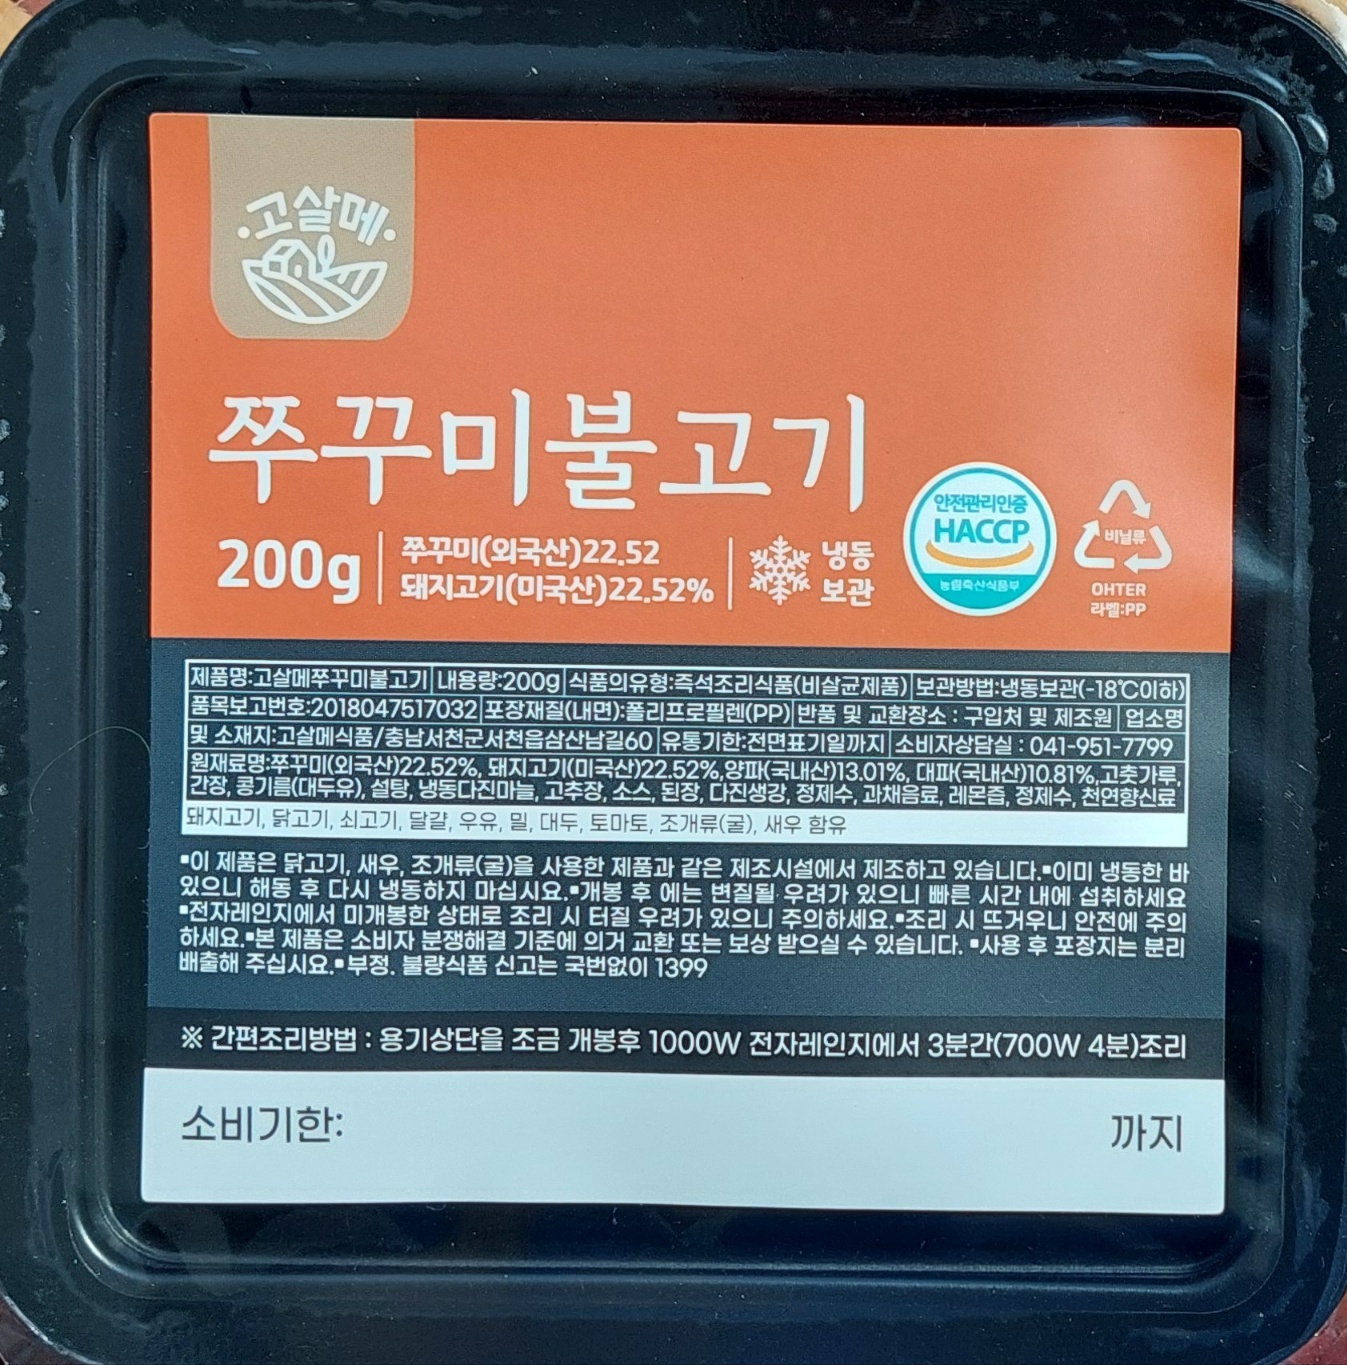 고살메
쭈꾸미불고기
200g
쭈꾸미(외국산)22.52
돼지고기(미국산)22.52%
냉동
보관
안전관리인증
HACCP
농림축산식품부
비닐류
OHTER
라벨:PP
제품명:고살메쭈꾸미불고기 내용량:200g 식품의유형:즉석조리식품(비살균제품) 보관방법:냉동보관(-18℃이하)
품목보고번호:2018047517032 포장재질(내면):폴리프로필렌(PP) 반품 및 교환장소 : 구입처 및 제조원 업소명
및 소재지:고살메식품/충남서천군서천읍삼산남길60 유통기한:전면표기일까지 소비자상담실 : 041-951-7799
원재료명:쭈꾸미(외국산)22.52%, 돼지고기(미국산)22.52%,양파(국내산)13.01%, 대파(국내산)10.81%,고춧가루,
간장, 콩기름(대두유), 설탕, 냉동다진마늘, 고추장, 소스, 된장, 다진생강, 정제수, 과채음료, 레몬즙, 정제수, 천연향신료
돼지고기, 닭고기, 쇠고기, 달걀, 우유, 밀, 대두, 토마토, 조개류(굴), 새우 함유
▪이 제품은 닭고기, 새우, 조개류(굴)을 사용한 제품과 같은 제조시설에서 제조하고 있습니다.▪이미 냉동한 바
있으니 해동 후 다시 냉동하지 마십시요.▪개봉 후 에는 변질될 우려가 있으니 빠른 시간 내에 섭취하세요
▪전자레인지에서 미개봉한 상태로 조리 시 터질 우려가 있으니 주의하세요.▪조리 시 뜨거우니 안전에 주의
하세요.▪본 제품은 소비자 분쟁해결 기준에 의거 교환 또는 보상 받으실 수 있습니다. ▪사용 후 포장지는 분리
배출해 주십시요.▪부정. 불량식품 신고는 국번없이 1399
※ 간편조리방법 : 용기상단을 조금 개봉후 1000W 전자레인지에서 3분간(700W 4분)조리
소비기한: 까지